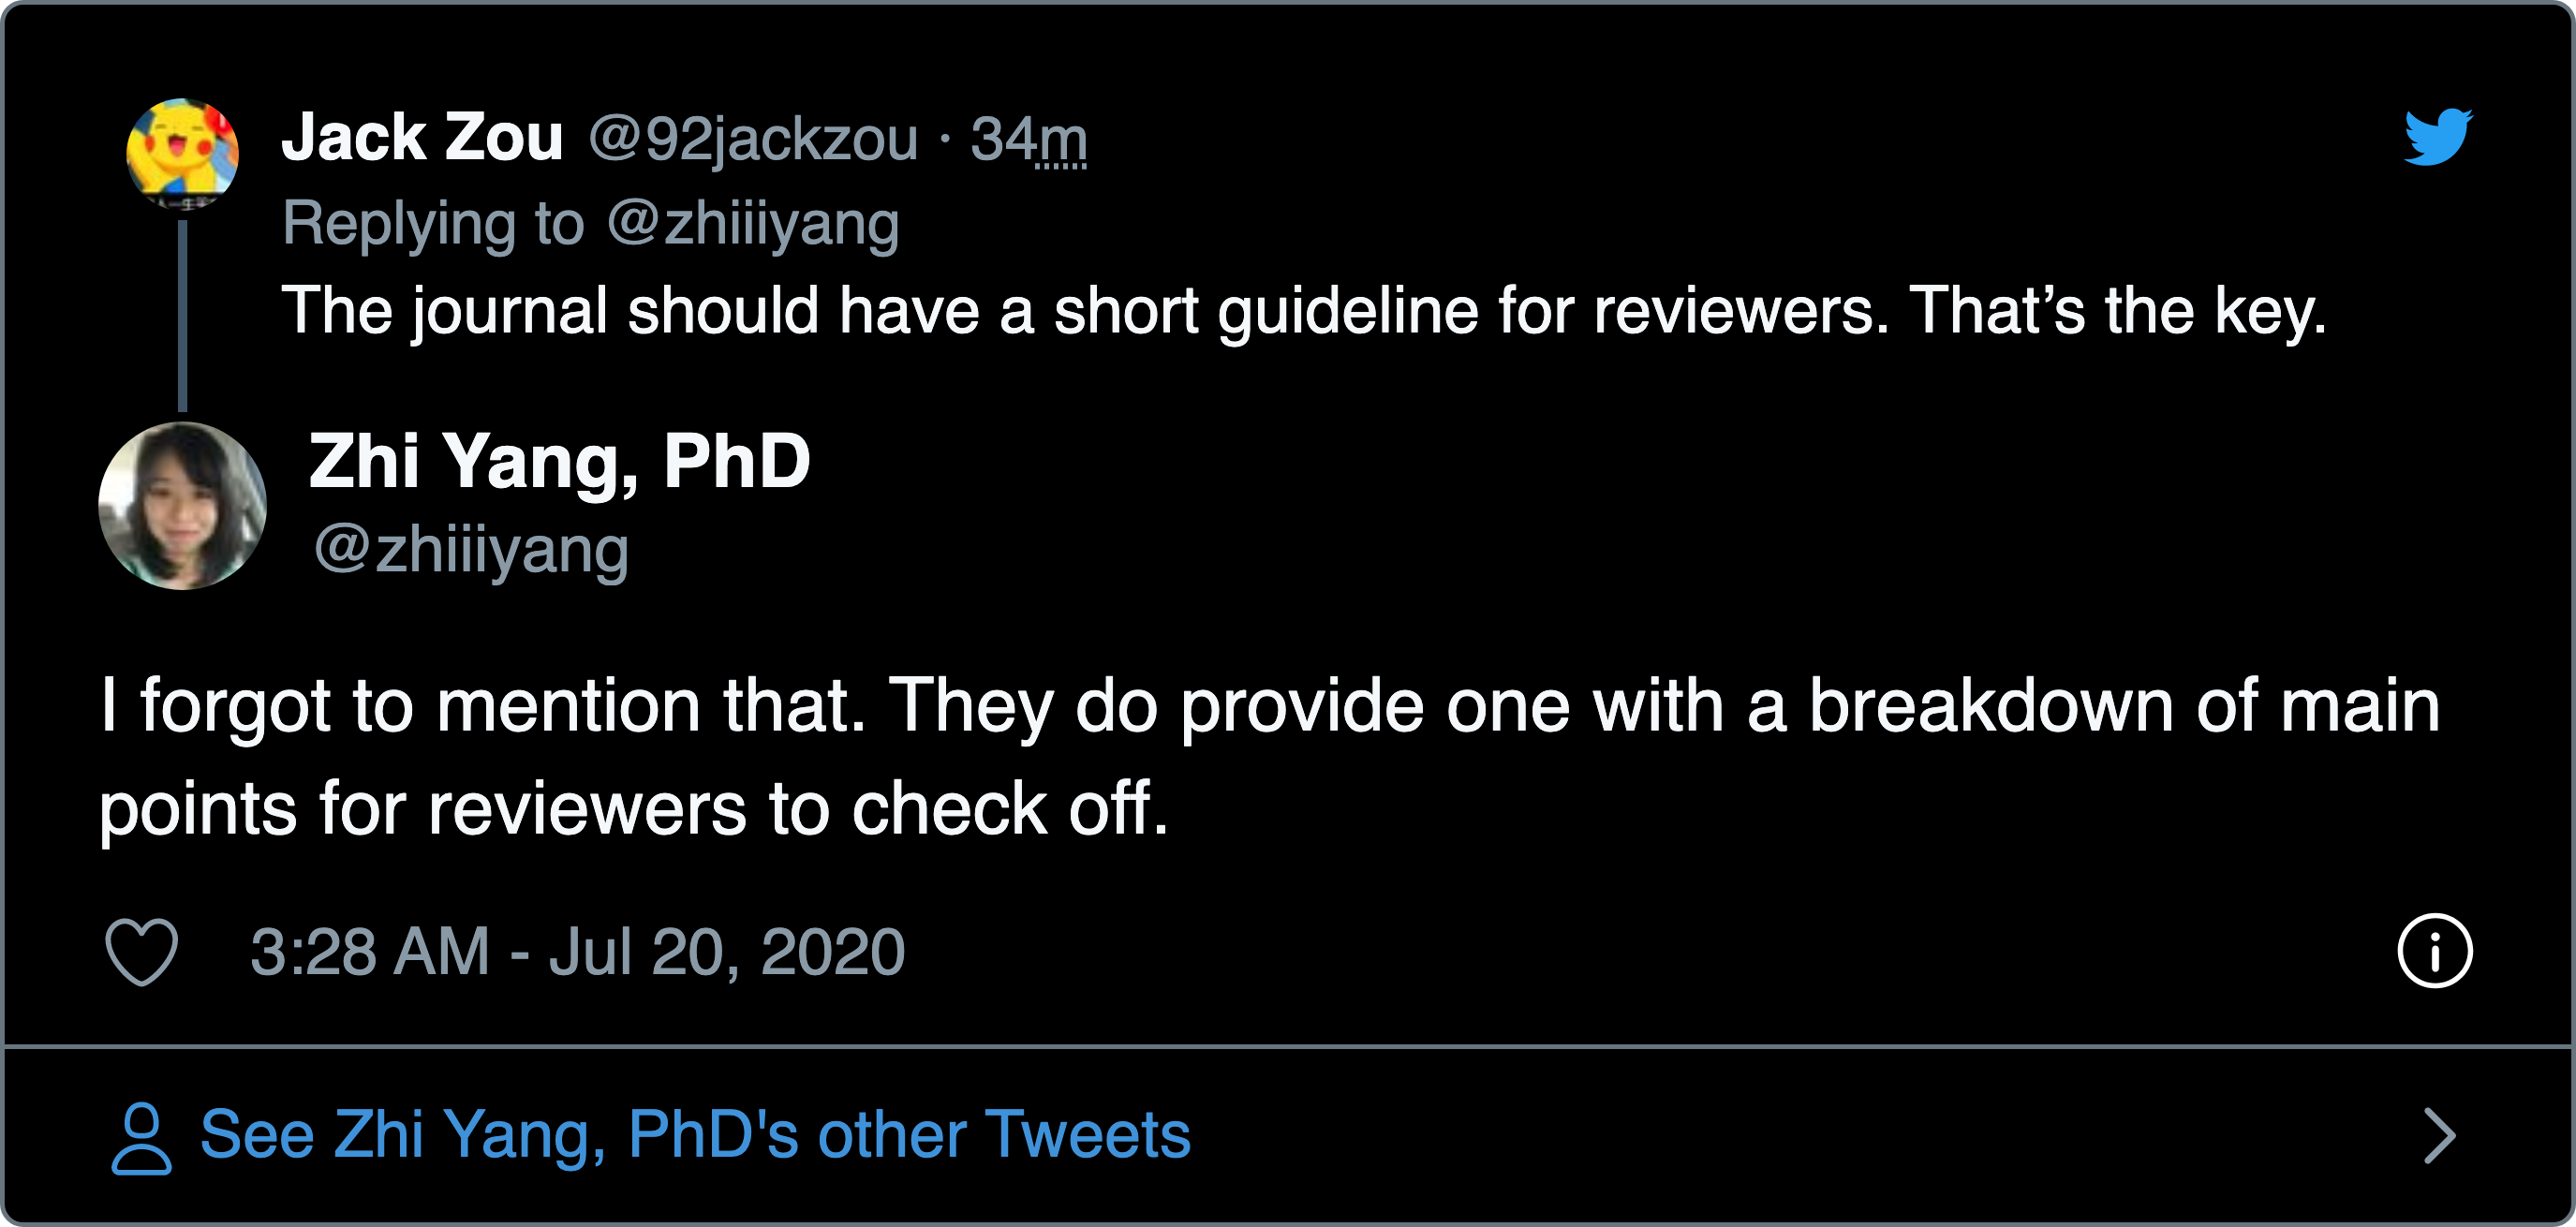 Jack Zou @92jackzou · 34m
Replying to @zhiiiyang
The journal should have a short guideline for reviewers. That’s the key.
Zhi Yang, PhD
@zhiiiyang
I forgot to mention that. They do provide one with a breakdown of main
points for reviewers to check off.
3:28 AM - Jul 20, 2020
See Zhi Yang, PhD's other Tweets